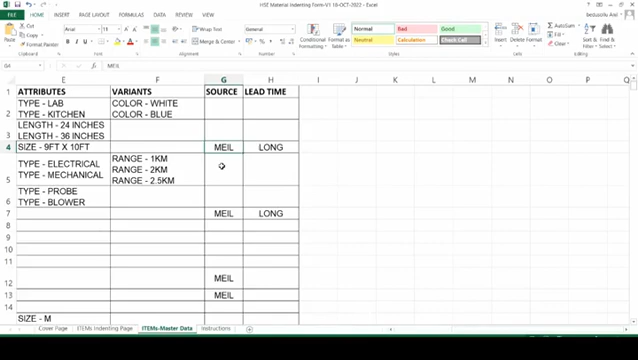 HSE Material Indenting Form-V1 18-OCT-2022 - Excel
FILE HOME INSERT PAGE LAYOUT FORMULAS DATA REVIEW VIEW
Cut
Copy
Format Painter
Paste
Clipboard
Arial
Font
Wrap Text
Merge & Center
Alignment
General
Number
Conditional
Formatting
Format as
Table
Normal Bad Good
Neutral Calculation Check Cell
Styles
Insert Delete Format
Cells
AutoSum
Fill
Clear
Sort &
Filter
Find &
Select
Editing
G4
MEIL
E F G H I J K L M N O P Q
1 ATTRIBUTES VARIANTS SOURCE LEAD TIME
TYPE - LAB COLOR - WHITE
2 TYPE - KITCHEN COLOR - BLUE
LENGTH - 24 INCHES
3 LENGTH - 36 INCHES
4 SIZE - 9FT X 10FT MEIL LONG
RANGE - 1KM
TYPE - ELECTRICAL RANGE - 2KM
TYPE - MECHANICAL
5 RANGE - 2.5KM
TYPE - PROBE
6 TYPE - BLOWER
7 MEIL LONG
8
9
10
11
12 MEIL
13 MEIL
14
SIZE - M
Cover Page ITEMs Indenting Page ITEMs-Master Data Instructions